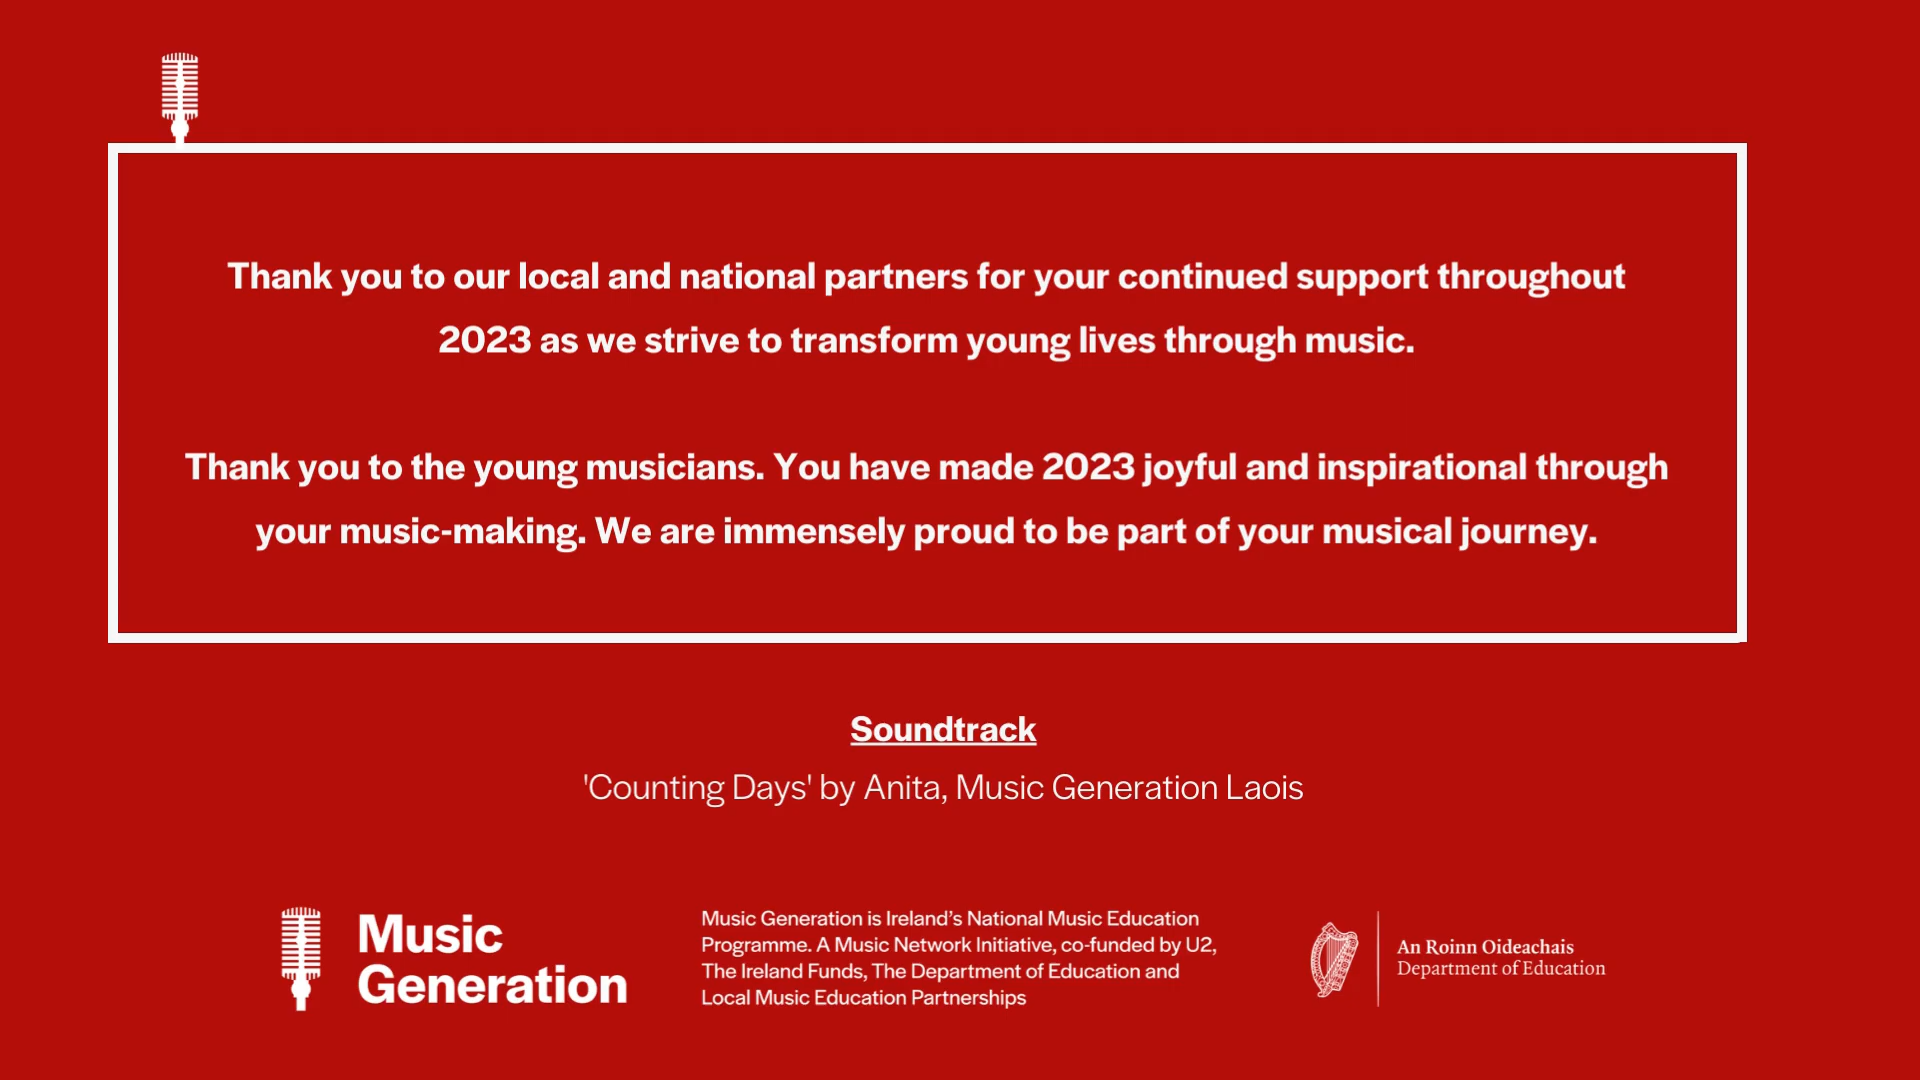 Thank you to our local and national partners for your continued support throughout
2023 as we strive to transform young lives through music.
Thank you to the young musicians. You have made 2023 joyful and inspirational through
your music-making. We are immensely proud to be part of your musical journey.
Soundtrack
'Counting Days' by Anita, Music Generation Laois
Music
Generation
Music Generation is Ireland’s National Music Education
Programme. A Music Network Initiative, co-funded by U2,
The Ireland Funds, The Department of Education and
Local Music Education Partnerships
An Roinn Oideachais
Department of Education